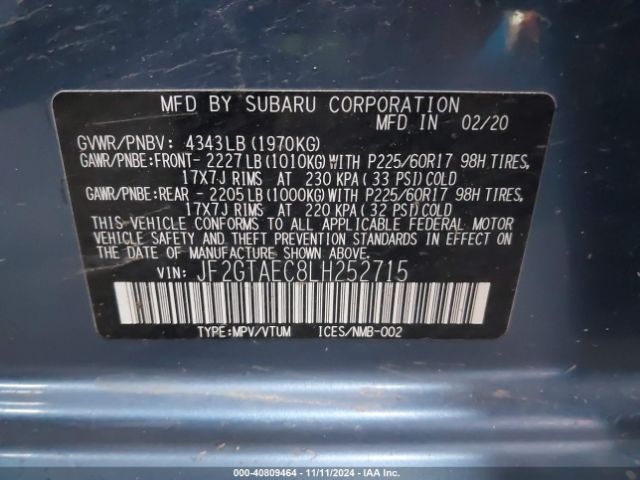 MFD BY SUBARU CORPORATION
MFD IN 02/20
GVWR/PNBV: 4343LB(1970KG)
GAWR/PNBE:FRONT- 2227LB(1010KG)WITH P225/60R17 98H TIRES,
17X7J RIMS AT 230 KPA(33 PSI)COLD
GAWR/PNBE:REAR - 2205LB(1000KG)WITH P225/60R17 98H TIRES,
17X7J RIMS AT 220 KPA(32 PSI)COLD
THIS VEHICLE CONFORMS TO ALL APPLICABLE FEDERAL MOTOR
VEHICLE SAFETY AND THEFT PREVENTION STANDARDS IN EFFECT
ON THE DATE OF MANUFACTURE SHOWN ABOVE.
VIN: JF2GTAEC8LH252715
TYPE:MPV/VTUM ICES/NMB-002
000-40809464 - 11/11/2024 - IAAI.com